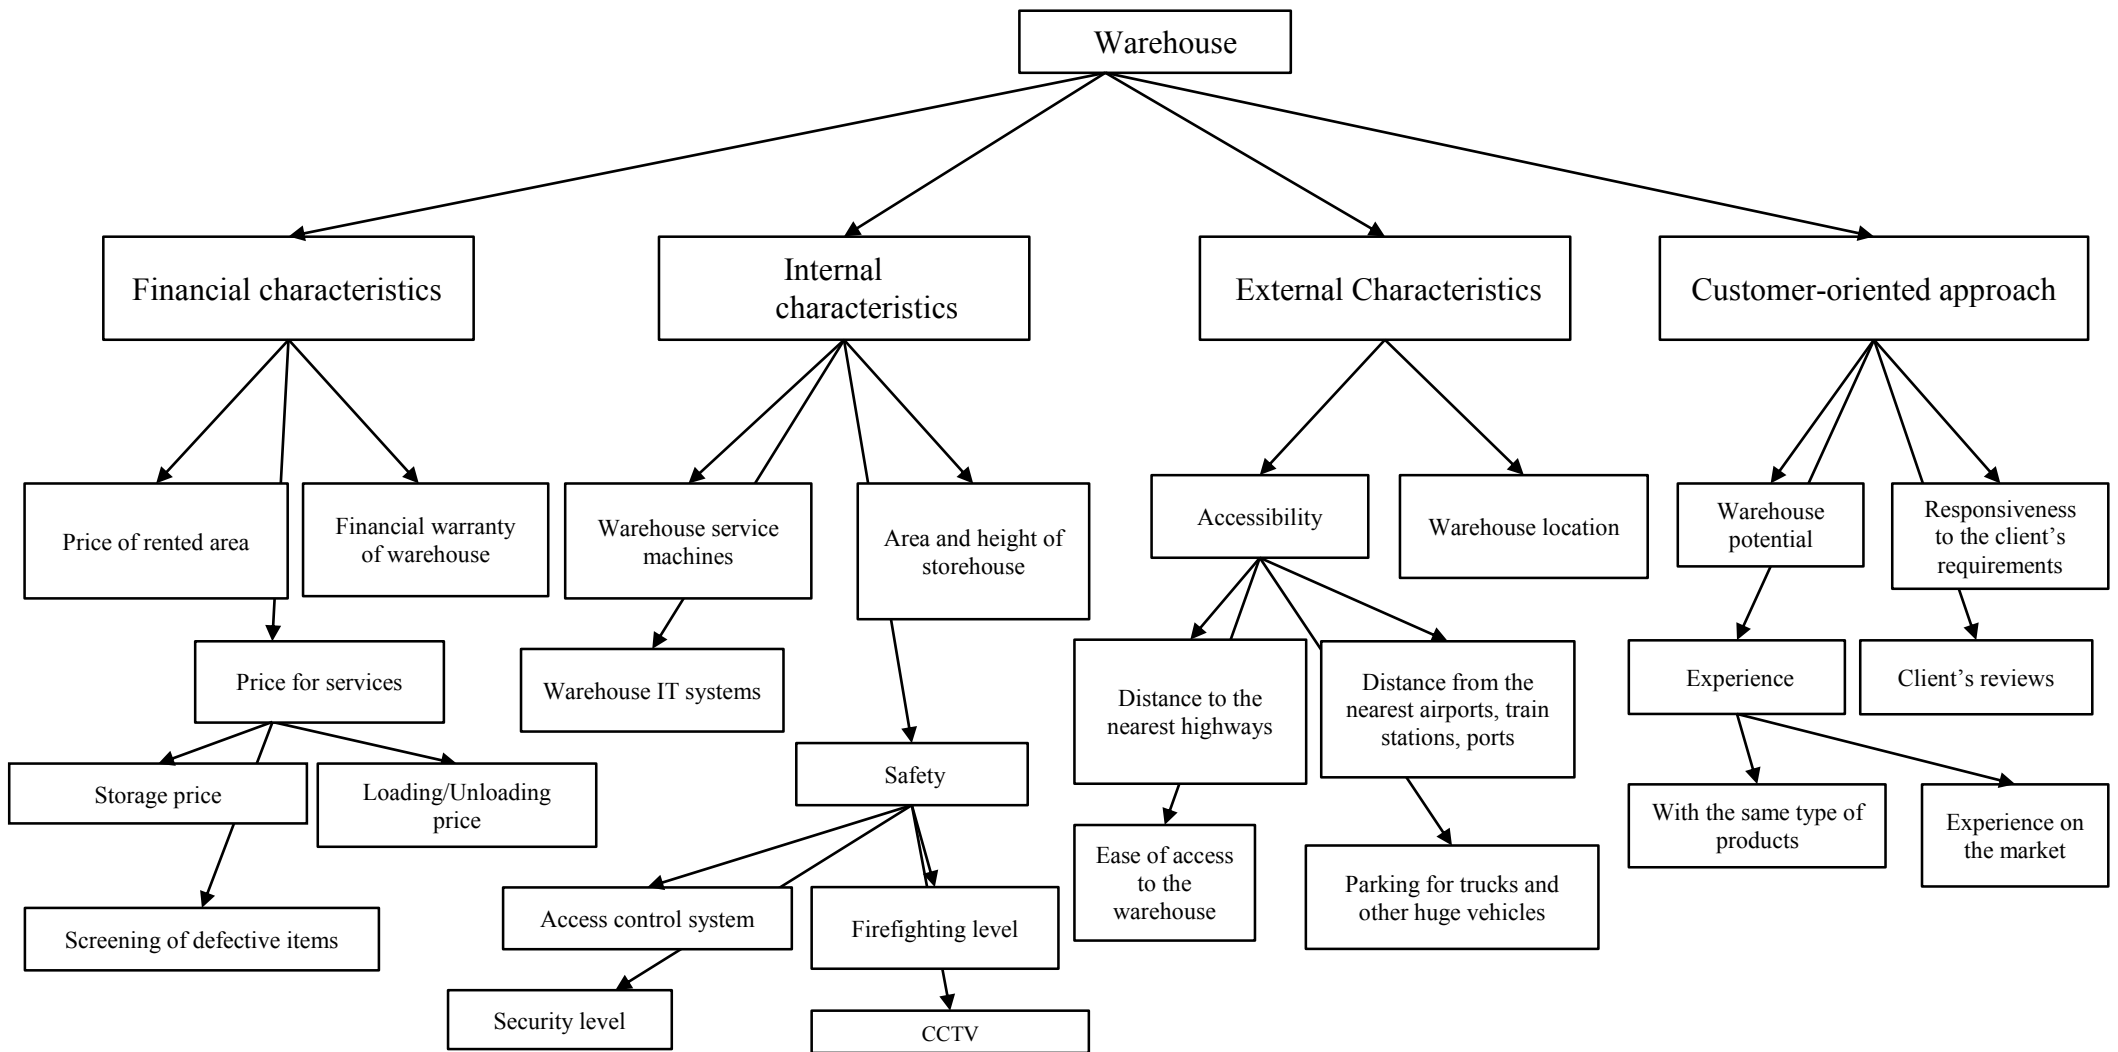 Warehouse
Financial characteristics
Internal
characteristics
External Characteristics
Customer-oriented approach
Price of rented area
Financial warranty
of warehouse
Warehouse service
machines
Area and height of
storehouse
Accessibility
Warehouse location
Warehouse
potential
Responsiveness
to the client’s
requirements
Price for services
Warehouse IT systems
Distance to the
nearest highways
Distance from the
nearest airports, train
stations, ports
Experience
Client’s reviews
Storage price
Loading/Unloading
price
Safety
With the same type of
products
Experience on
the market
Ease of access
to the
warehouse
Parking for trucks and
other huge vehicles
Screening of defective items
Access control system
Firefighting level
Security level
CCTV